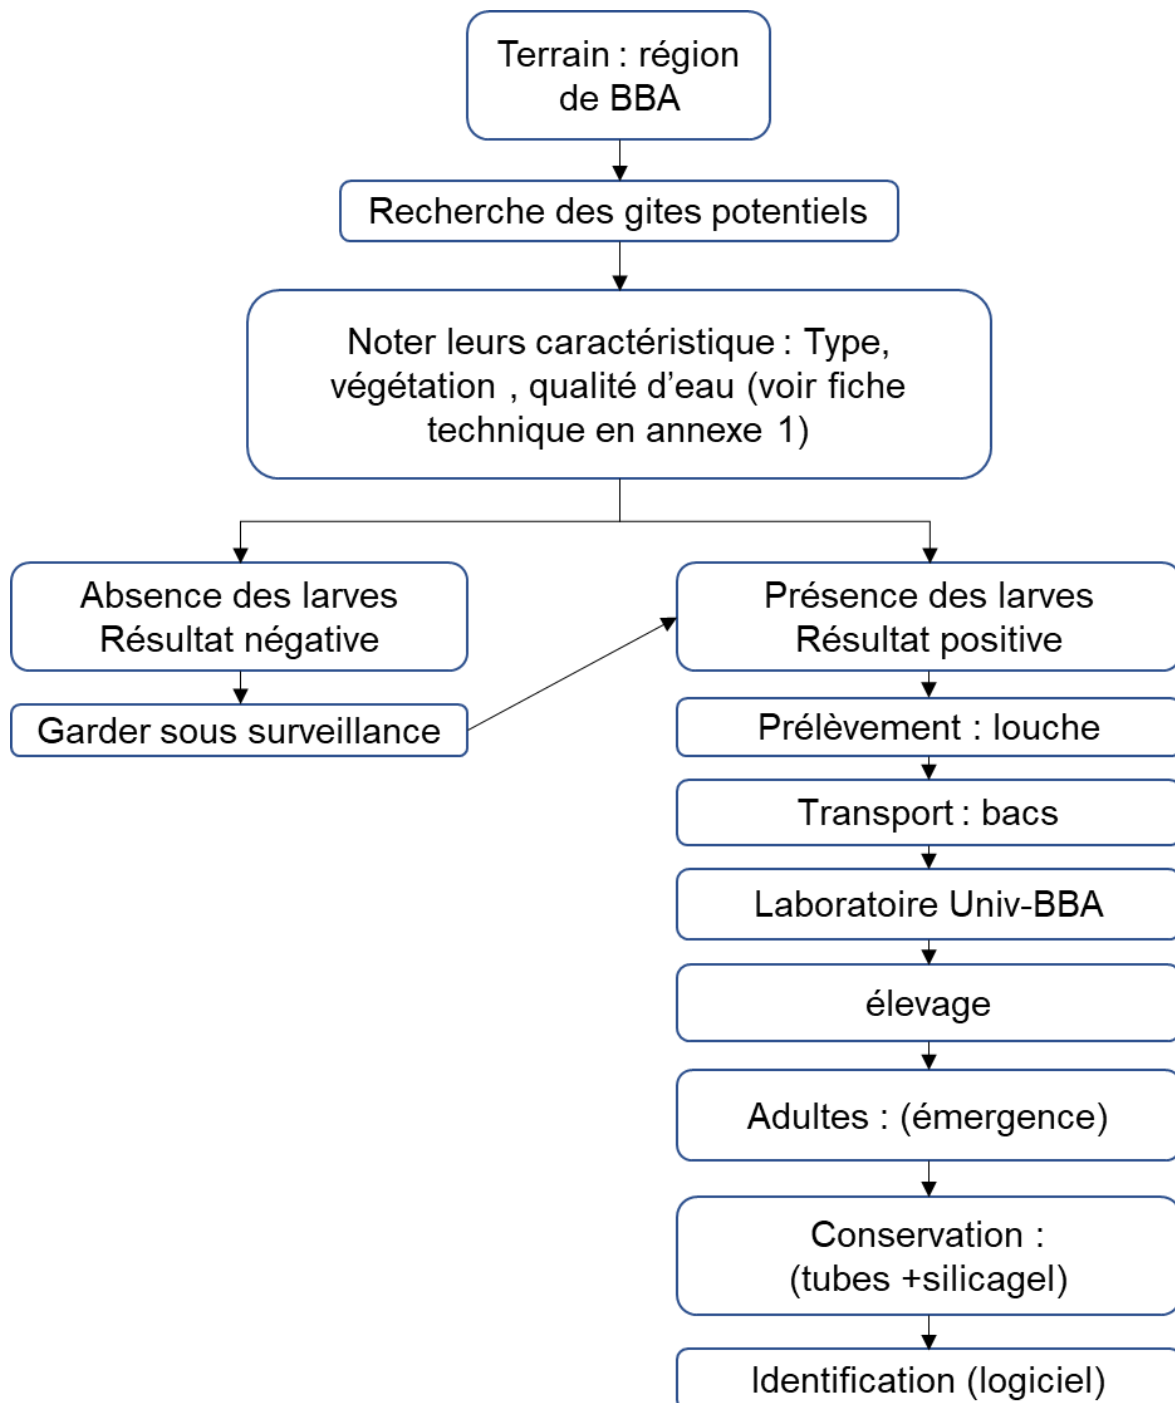 Terrain : région
de BBA
Recherche des gites potentiels
Noter leurs caractéristique : Type,
végétation , qualité d’eau (voir fiche
technique en annexe 1)
Absence des larves
Résultat négative
Garder sous surveillance
Présence des larves
Résultat positive
Prélèvement : louche
Transport : bacs
Laboratoire Univ-BBA
élevage
Adultes : (émergence)
Conservation :
(tubes +silicagel)
Identification (logiciel)